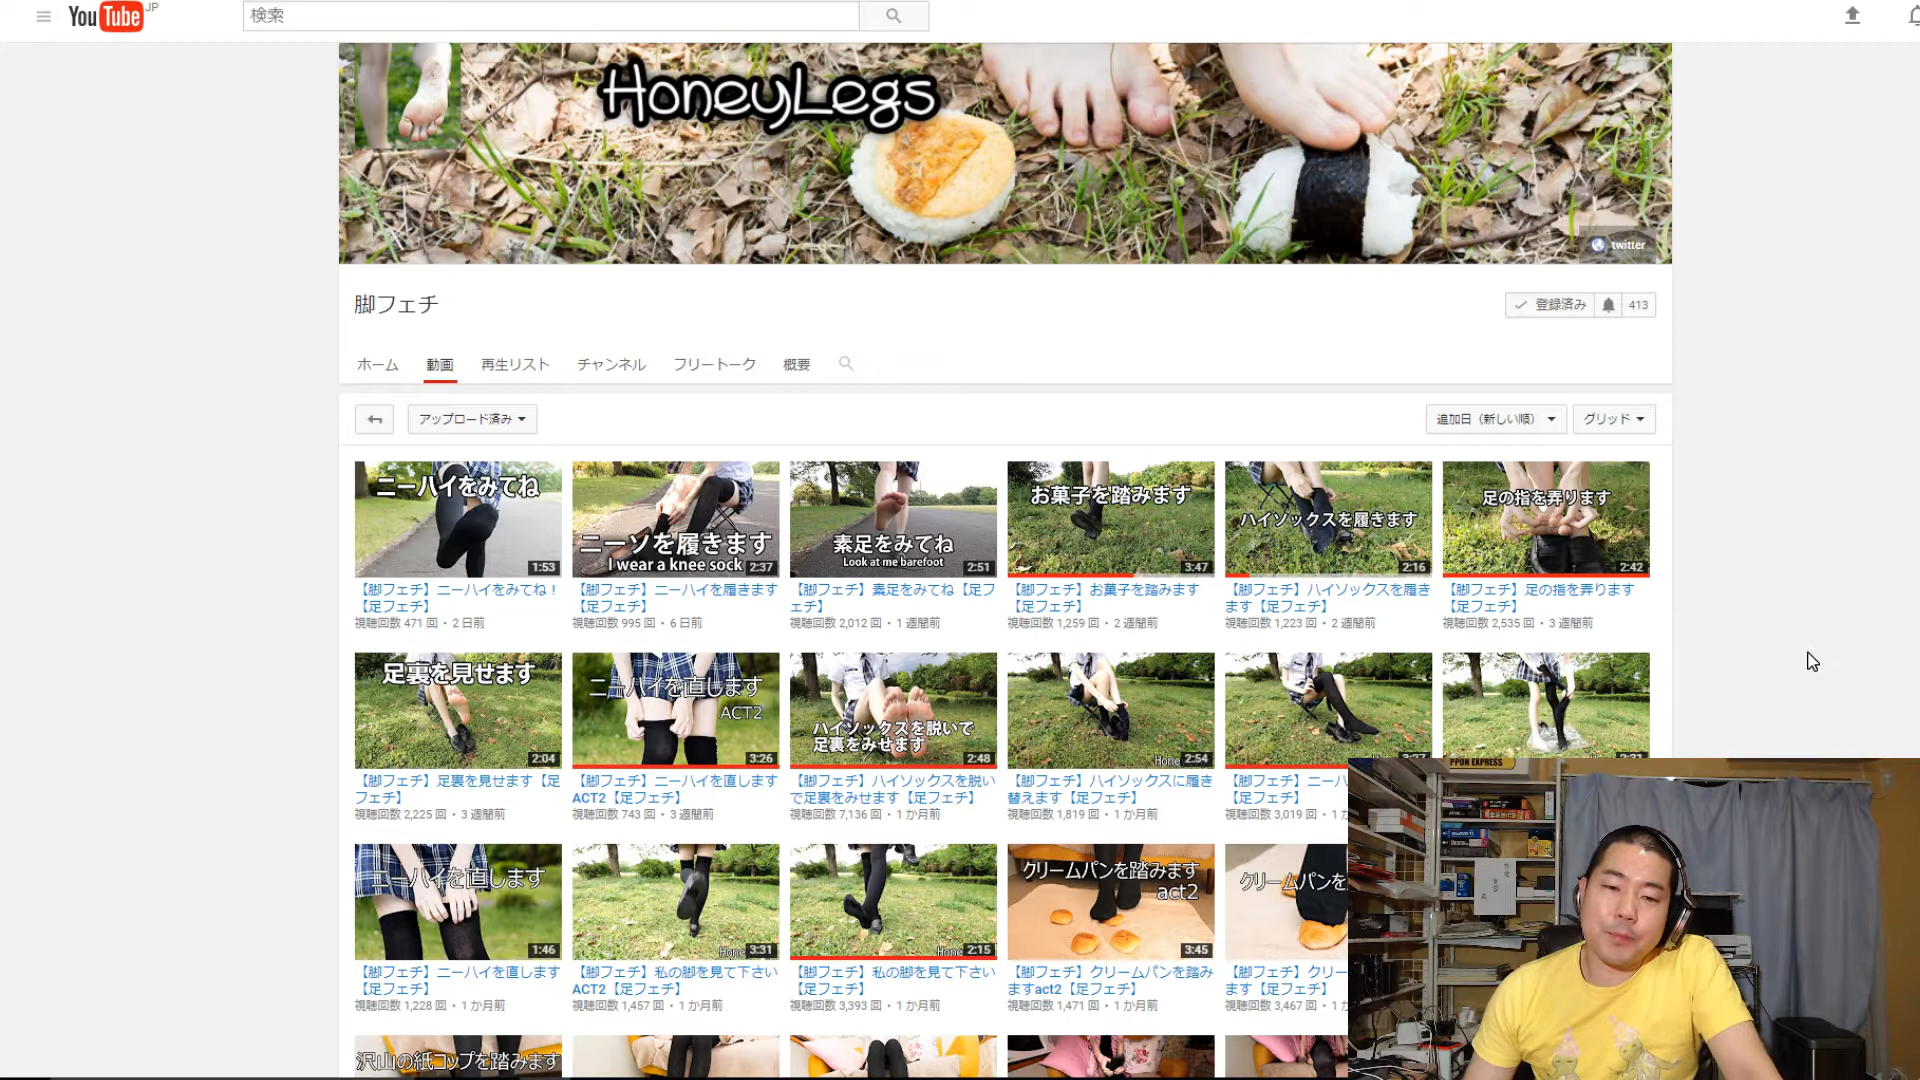 YouTube JP
検索
HoneyLegs
twitter
脚フェチ
登録済み 413
ホーム 動画 再生リスト チャンネル フリートーク 概要
アップロード済み
追加日（新しい順） グリッド
ニーハイをみてね
1:53
【脚フェチ】ニーハイをみてね！
【足フェチ】
視聴回数 471 回・2 日前
ニーソを履きます
I wear a knee sock 2:37
【脚フェチ】ニーハイを履きます
【足フェチ】
視聴回数 995 回・6 日前
素足をみてね
Look at me barefoot 2:51
【脚フェチ】素足をみてね【足フ
ェチ】
視聴回数 2,012 回・1 週間前
お菓子を踏みます
3:47
【脚フェチ】お菓子を踏みます
【足フェチ】
視聴回数 1,259 回・2 週間前
ハイソックスを履きます
2:16
【脚フェチ】ハイソックスを履き
ます【足フェチ】
視聴回数 1,223 回・2 週間前
足の指を弄ります
2:42
【脚フェチ】足の指を弄ります
【足フェチ】
視聴回数 2,535 回・3 週間前
足裏を見せます
2:04
【脚フェチ】足裏を見せます【足
フェチ】
視聴回数 2,225 回・3 週間前
ニーハイを直します
ACT2
3:26
【脚フェチ】ニーハイを直します
ACT2【足フェチ】
視聴回数 743 回・3 週間前
ハイソックスを脱いで
足裏をみせます
2:48
【脚フェチ】ハイソックスを脱い
で足裏をみせます【足フェチ】
視聴回数 7,136 回・1 か月前
Hone 2:54
【脚フェチ】ハイソックスに履き
替えます【足フェチ】
視聴回数 1,819 回・1 か月前
【脚フェチ】ニーハ
【足フェチ】
視聴回数 3,019 回・1 か
PPON EXPRESS
ニーハイを直します
1:46
【脚フェチ】ニーハイを直します
【足フェチ】
視聴回数 1,228 回・1 か月前
Hone 3:31
【脚フェチ】私の脚を見て下さい
ACT2【足フェチ】
視聴回数 1,457 回・1 か月前
Hone 2:15
【脚フェチ】私の脚を見て下さい
【足フェチ】
視聴回数 3,393 回・1 か月前
クリームパンを踏みます
act2
3:45
【脚フェチ】クリームパンを踏み
ますact2【足フェチ】
視聴回数 1,471 回・1 か月前
クリームパンを
【脚フェチ】クリー
ます【足フェチ】
視聴回数 3,467 回・1 か
沢山の紙コップを踏みます